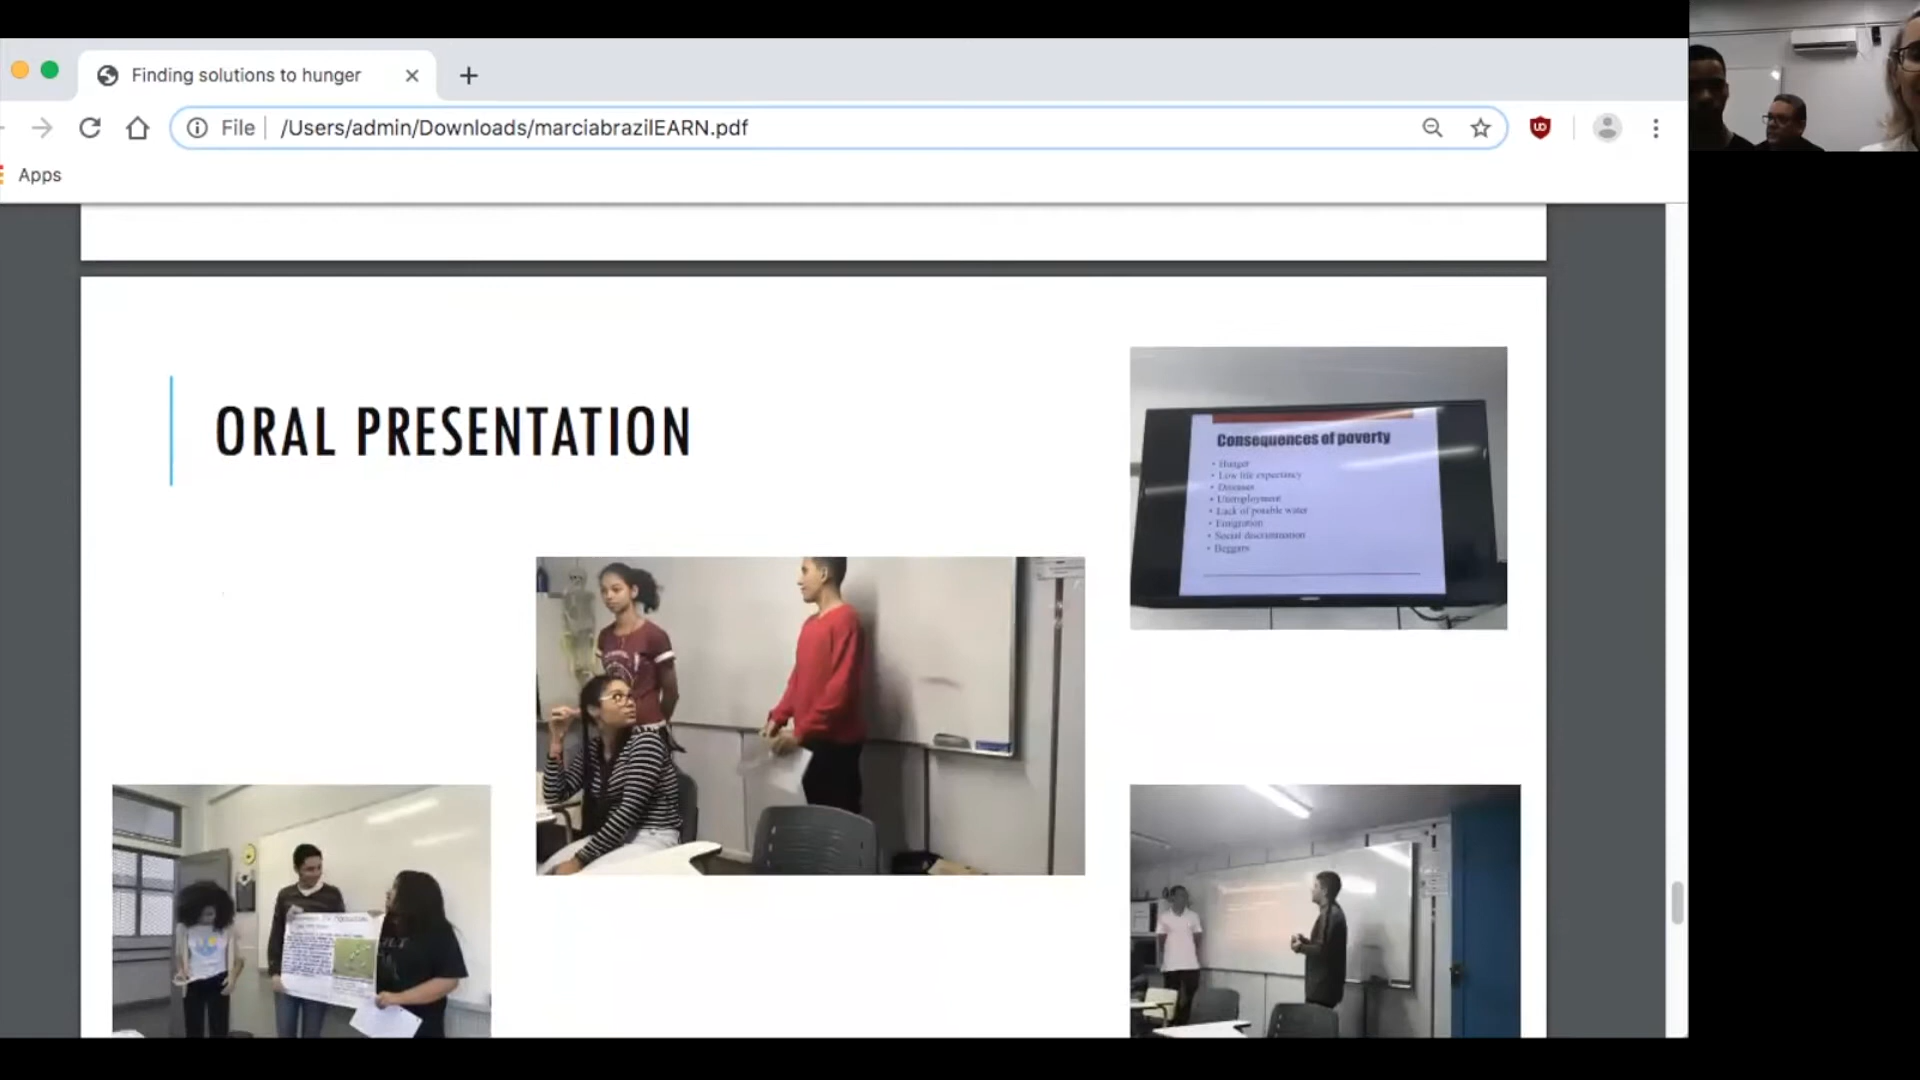 Finding solutions to hunger
File
/Users/admin/Downloads/marciabrazilEARN.pdf
Apps
ORAL PRESENTATION
Consequences of poverty
• Hunger
• Low life expectancy
• Diseases
• Unemployment
• Lack of potable water
• Emigration
• Social discrimination
• Beggars